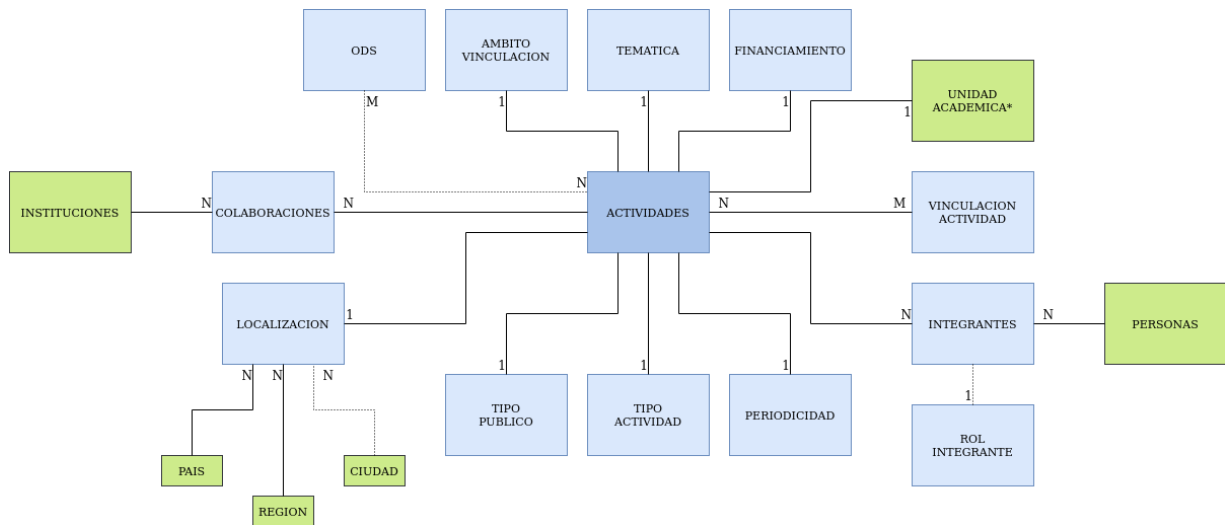 ODS
AMBITO
VINCULACION
TEMATICA
FINANCIAMIENTO
UNIDAD
ACADEMICA*
M
1
1
1
1
N
INSTITUCIONES
N
COLABORACIONES
N
ACTIVIDADES
N
M
VINCULACION
ACTIVIDAD
LOCALIZACION
1
N
INTEGRANTES
N
PERSONAS
N
N
N
1
1
1
1
TIPO
PUBLICO
TIPO
ACTIVIDAD
PERIODICIDAD
ROL
INTEGRANTE
PAIS
CIUDAD
REGION